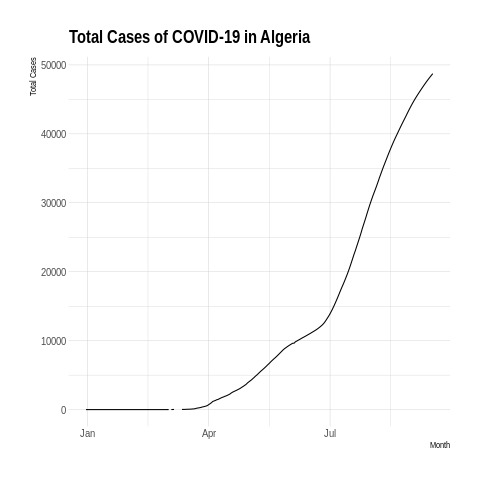 Total Cases of COVID-19 in Algeria
Total Cases
50000
40000
30000
20000
10000
0
Jan Apr Jul
Month